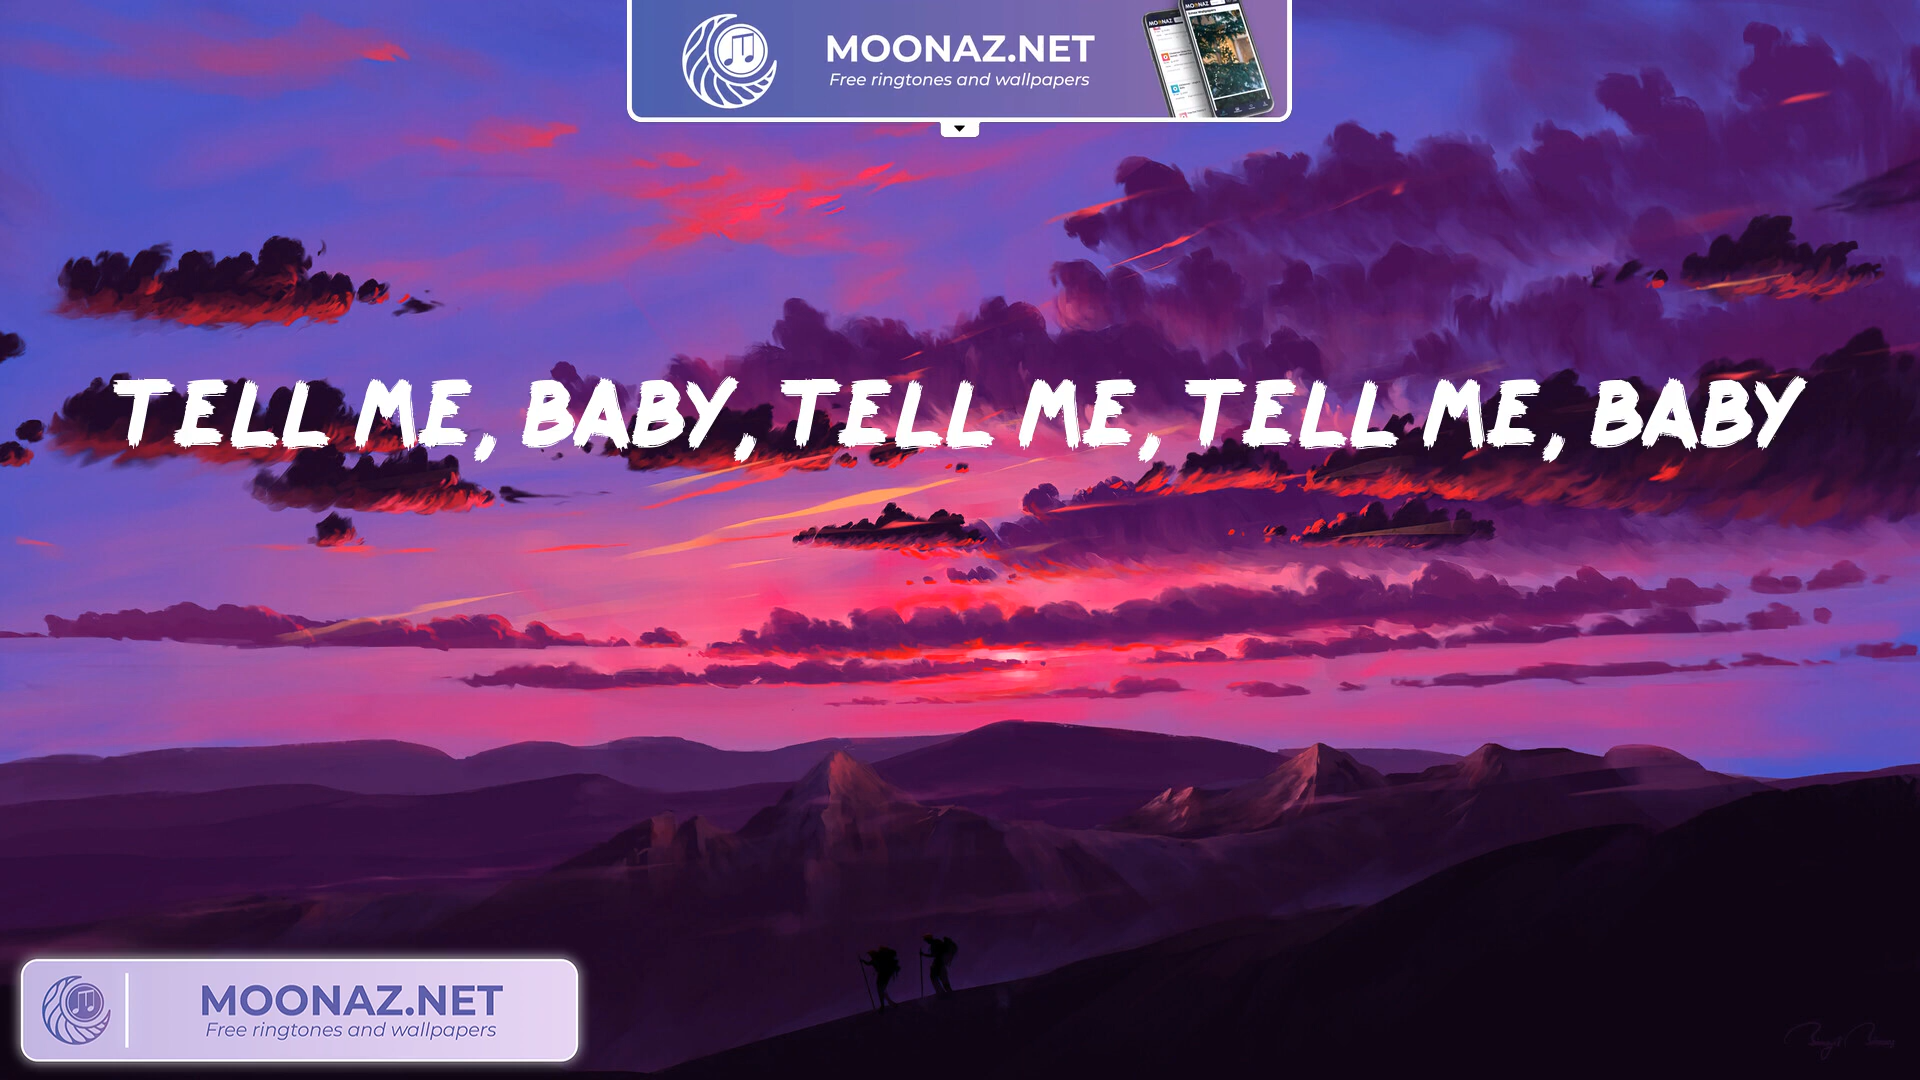 MOONAZ.NET
Free ringtones and wallpapers
TELL ME, BABY, TELL ME, TELL ME, BABY
MOONAZ.NET
Free ringtones and wallpapers